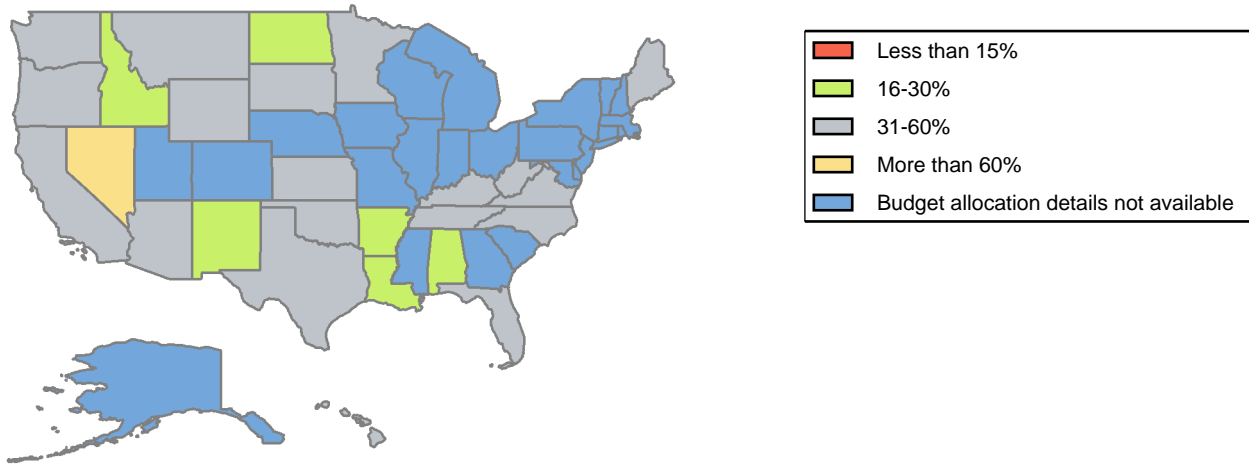 Less than 15%
16-30%
31-60%
More than 60%
Budget allocation details not available